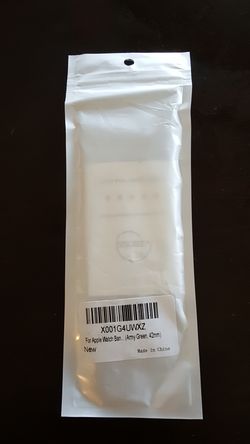 X001G4UWXZ
For Apple Watch Ban... (Army Green, 42mm)
New
Made In China